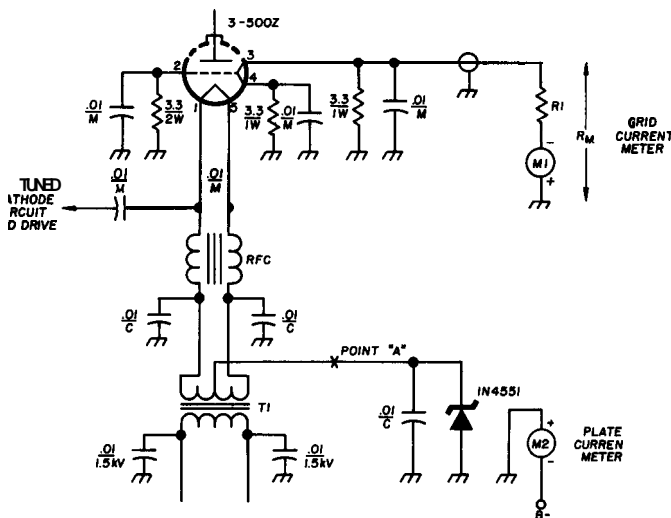 3-500Z
2
3
4
1
5
.01
M
3.3
2W
3.3
1W
.01
M
3.3
1W
.01
M
R1
RM
GRID
CURRENT
METER
-
M1
+
TUNED
ATHODE
RCUIT
D DRIVE
.01
M
.01
M
RFC
.01
C
.01
C
POINT "A"
1N4551
.01
C
T1
.01
1.5kV
.01
1.5kV
+
M2
-
PLATE
CURREN
METER
B-